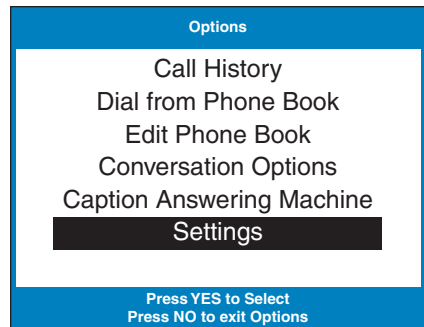 Options
Call History
Dial from Phone Book
Edit Phone Book
Conversation Options
Caption Answering Machine
Settings
Press YES to Select
Press NO to exit Options